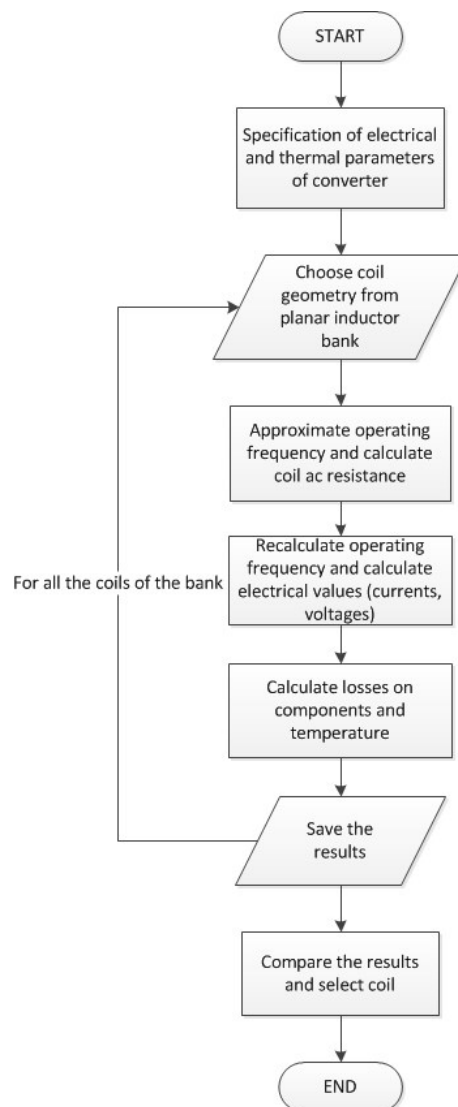 START
Specification of electrical
and thermal parameters
of converter
Choose coil
geometry from
planar inductor
bank
Approximate operating
frequency and calculate
coil ac resistance
Recalculate operating
frequency and calculate
electrical values (currents,
voltages)
For all the coils of the bank
Calculate losses on
components and
temperature
Save the
results
Compare the results
and select coil
END